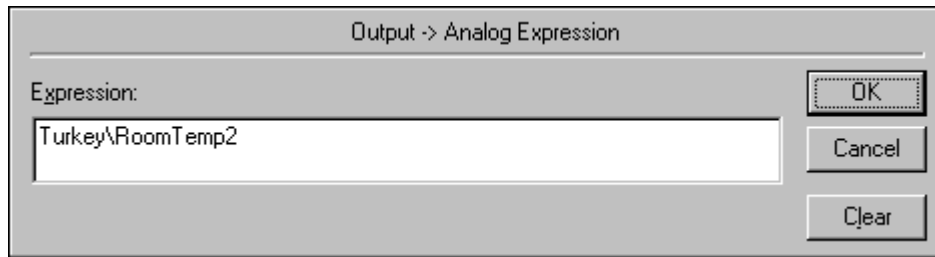 Output -> Analog Expression
Expression:
OK
Turkey\RoomTemp2
Cancel
Clear